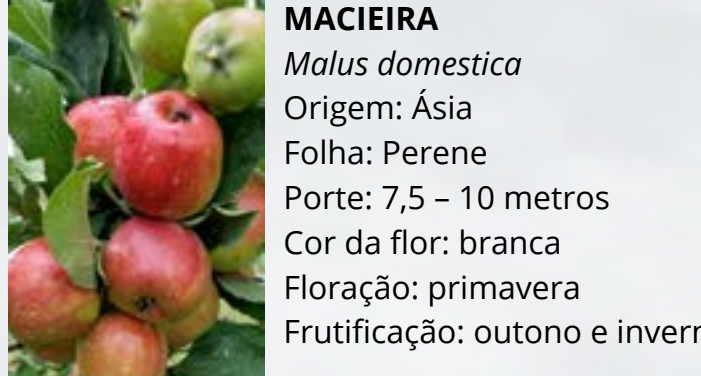 MACIEIRA
Malus domestica
Origem: Ásia
Folha: Perene
Porte: 7,5 – 10 metros
Cor da flor: branca
Floração: primavera
Frutificação: outono e